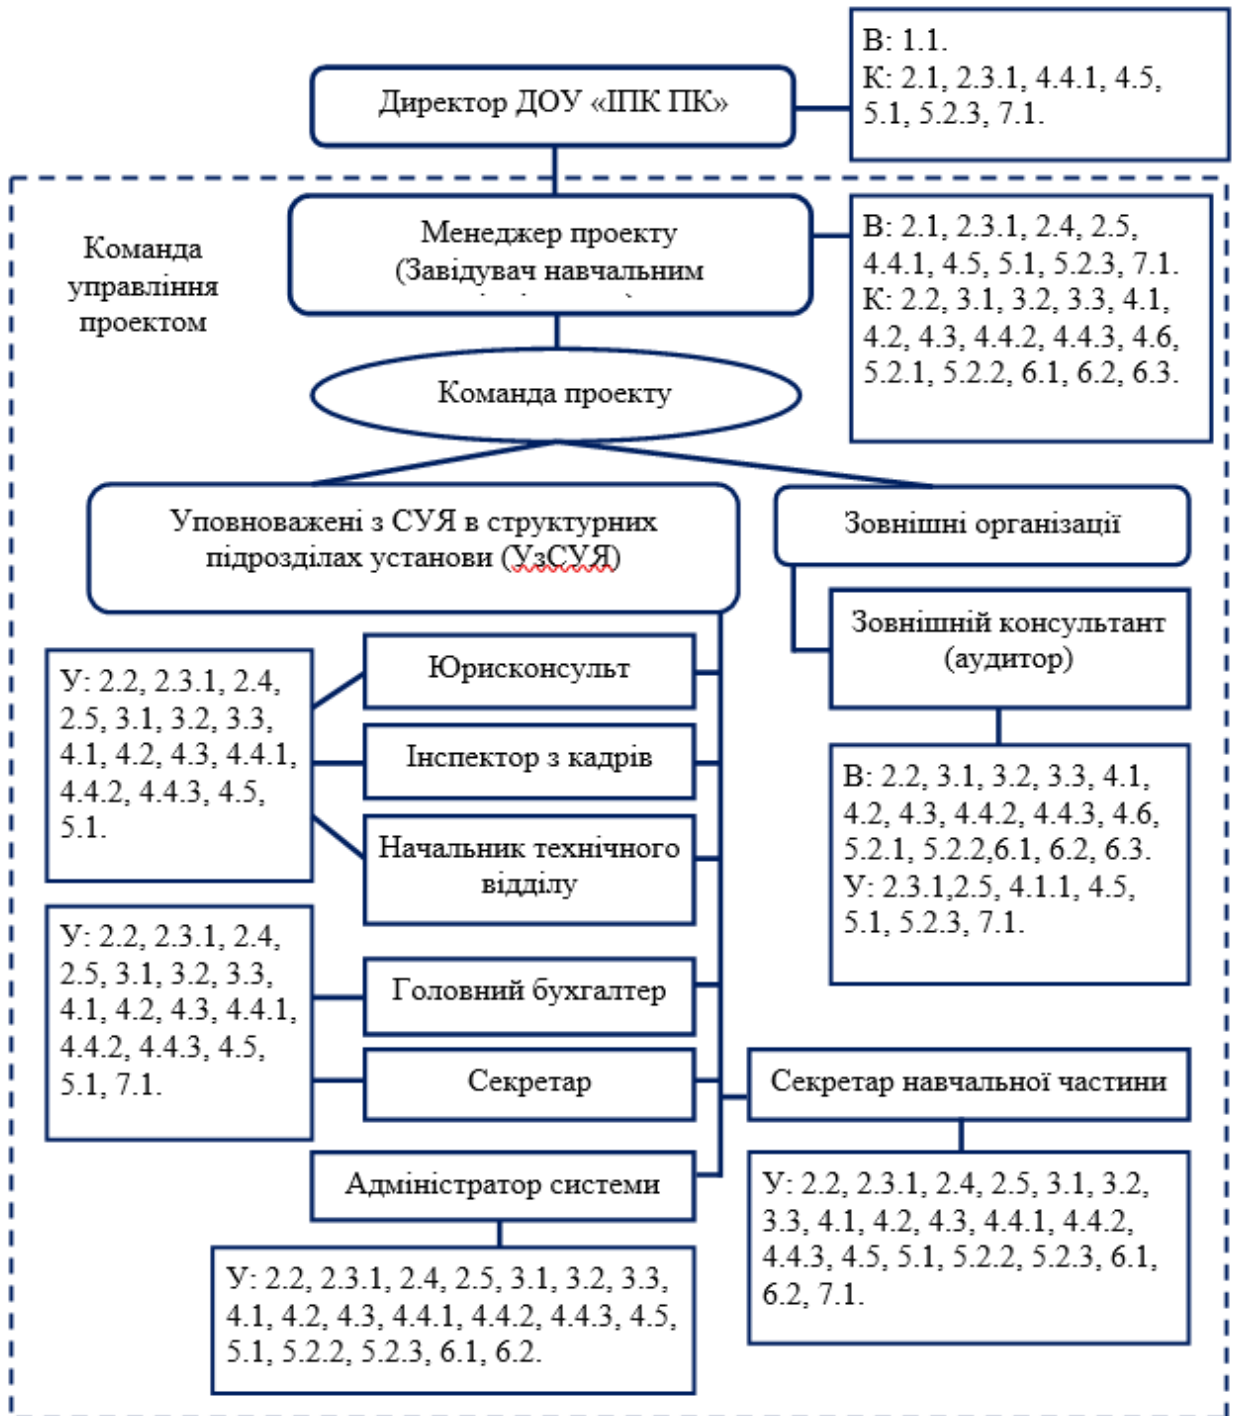 В: 1.1.
К: 2.1, 2.3.1, 4.4.1, 4.5,
5.1, 5.2.3, 7.1.
Директор ДОУ «ІПК ПК»
Команда
управління
проектом
Менеджер проекту
(Завідувач навчальним
В: 2.1, 2.3.1, 2.4, 2.5,
4.4.1, 4.5, 5.1, 5.2.3, 7.1.
К: 2.2, 3.1, 3.2, 3.3, 4.1,
4.2, 4.3, 4.4.2, 4.4.3, 4.6,
5.2.1, 5.2.2, 6.1, 6.2, 6.3.
Команда проекту
Уповноважені з СУЯ в структурних
підрозділах установи (УзСУЯ)
Зовнішні організації
Зовнішній консультант
(аудитор)
У: 2.2, 2.3.1, 2.4,
2.5, 3.1, 3.2, 3.3,
4.1, 4.2, 4.3, 4.4.1,
4.4.2, 4.4.3, 4.5,
5.1.
Юрисконсульт
Інспектор з кадрів
Начальник технічного
відділу
В: 2.2, 3.1, 3.2, 3.3, 4.1,
4.2, 4.3, 4.4.2, 4.4.3, 4.6,
5.2.1, 5.2.2,6.1, 6.2, 6.3.
У: 2.3.1,2.5, 4.1.1, 4.5,
5.1, 5.2.3, 7.1.
У: 2.2, 2.3.1, 2.4,
2.5, 3.1, 3.2, 3.3,
4.1, 4.2, 4.3, 4.4.1,
4.4.2, 4.4.3, 4.5,
5.1, 7.1.
Головний бухгалтер
Секретар
Секретар навчальної частини
Адміністратор системи
У: 2.2, 2.3.1, 2.4, 2.5, 3.1, 3.2,
3.3, 4.1, 4.2, 4.3, 4.4.1, 4.4.2,
4.4.3, 4.5, 5.1, 5.2.2, 5.2.3, 6.1,
6.2, 7.1.
У: 2.2, 2.3.1, 2.4, 2.5, 3.1, 3.2, 3.3,
4.1, 4.2, 4.3, 4.4.1, 4.4.2, 4.4.3, 4.5,
5.1, 5.2.2, 5.2.3, 6.1, 6.2.